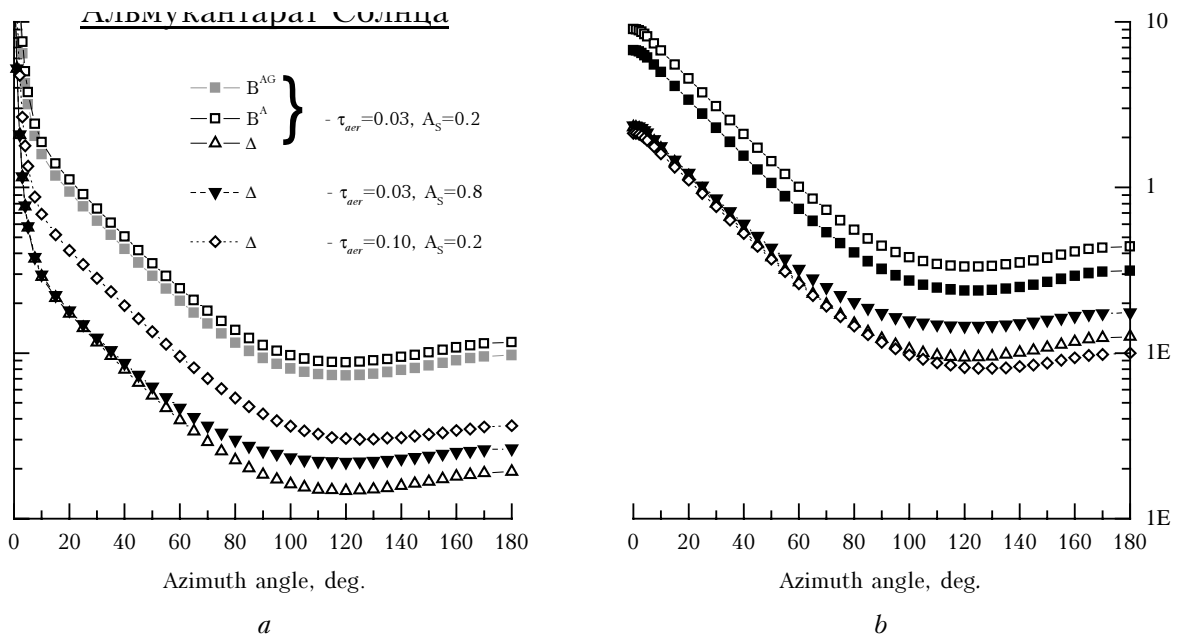 Альмукантарат Солнца
B^AG
B^A
Δ
- τ_aer=0.03, A_S=0.2
Δ - τ_aer=0.03, A_S=0.8
Δ - τ_aer=0.10, A_S=0.2
0 20 40 60 80 100 120 140 160 180
Azimuth angle, deg.
a
10
1
1E
1E
0 20 40 60 80 100 120 140 160 180
Azimuth angle, deg.
b